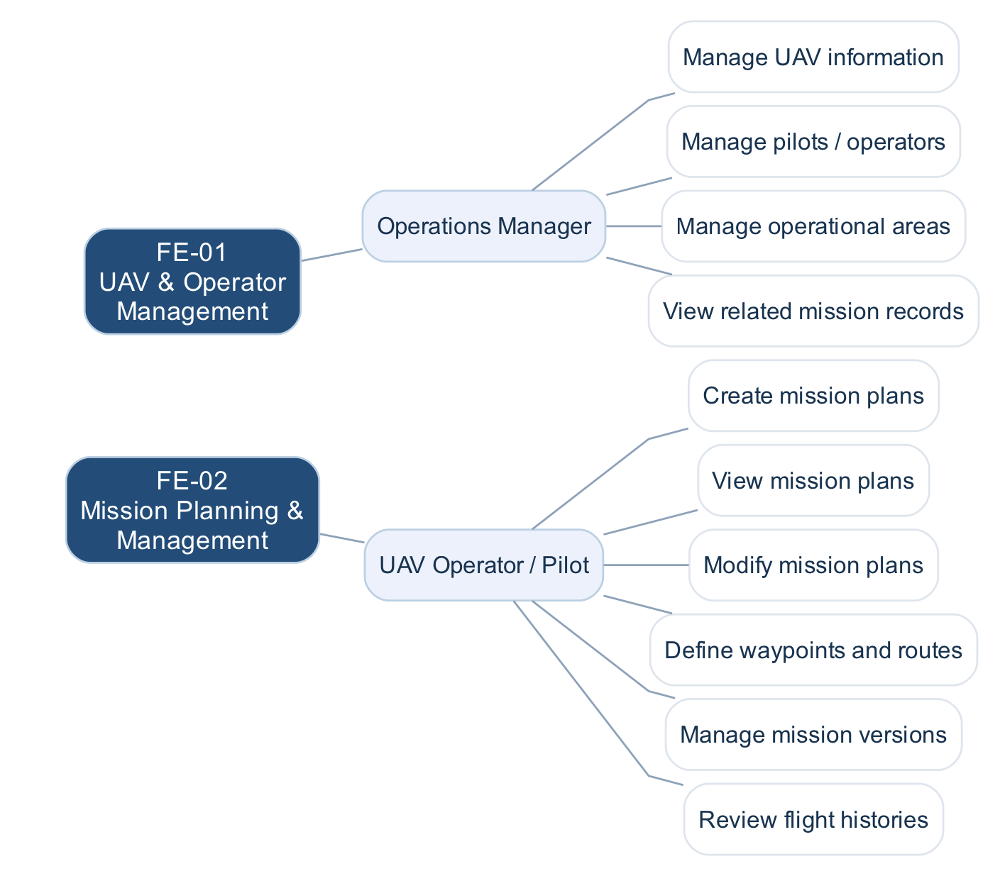 FE-01
UAV & Operator
Management
Operations Manager
Manage UAV information
Manage pilots / operators
Manage operational areas
View related mission records
FE-02
Mission Planning &
Management
UAV Operator / Pilot
Create mission plans
View mission plans
Modify mission plans
Define waypoints and routes
Manage mission versions
Review flight histories